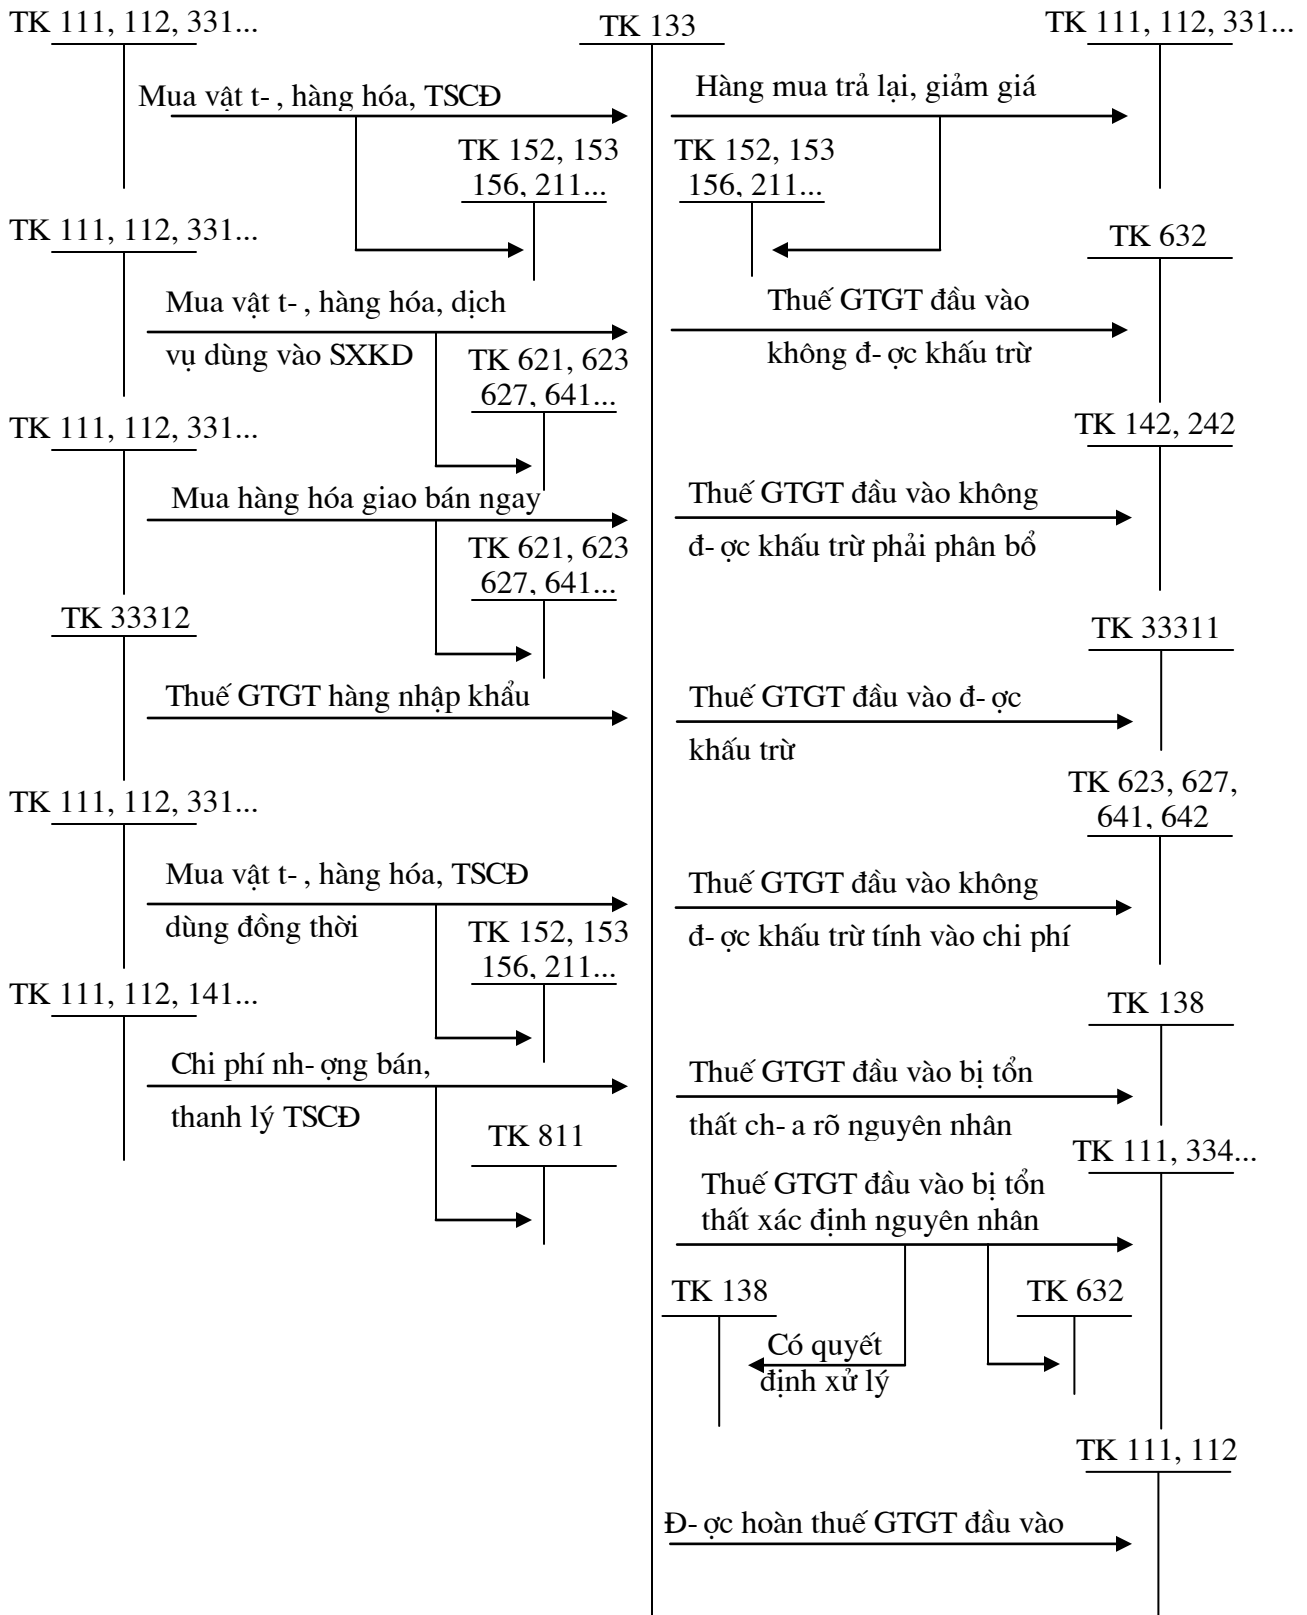 TK 111, 112, 331...
TK 133
TK 111, 112, 331...
Mua vật t- , hàng hóa, TSCĐ
Hàng mua trả lại, giảm giá
TK 152, 153
156, 211...
TK 152, 153
156, 211...
TK 111, 112, 331...
TK 632
Mua vật t- , hàng hóa, dịch
vụ dùng vào SXKD
Thuế GTGT đầu vào
không đ- ợc khấu trừ
TK 621, 623
627, 641...
TK 111, 112, 331...
TK 142, 242
Mua hàng hóa giao bán ngay
Thuế GTGT đầu vào không
đ- ợc khấu trừ phải phân bổ
TK 621, 623
627, 641...
TK 33312
TK 33311
Thuế GTGT hàng nhập khẩu
Thuế GTGT đầu vào đ- ợc
khấu trừ
TK 111, 112, 331...
TK 623, 627,
641, 642
Mua vật t- , hàng hóa, TSCĐ
dùng đồng thời
Thuế GTGT đầu vào không
đ- ợc khấu trừ tính vào chi phí
TK 152, 153
156, 211...
TK 111, 112, 141...
TK 138
Chi phí nh- ợng bán,
thanh lý TSCĐ
Thuế GTGT đầu vào bị tổn
thất ch- a rõ nguyên nhân
TK 811
TK 111, 334...
Thuế GTGT đầu vào bị tổn
thất xác định nguyên nhân
TK 138
TK 632
Có quyết
định xử lý
TK 111, 112
Đ- ợc hoàn thuế GTGT đầu vào